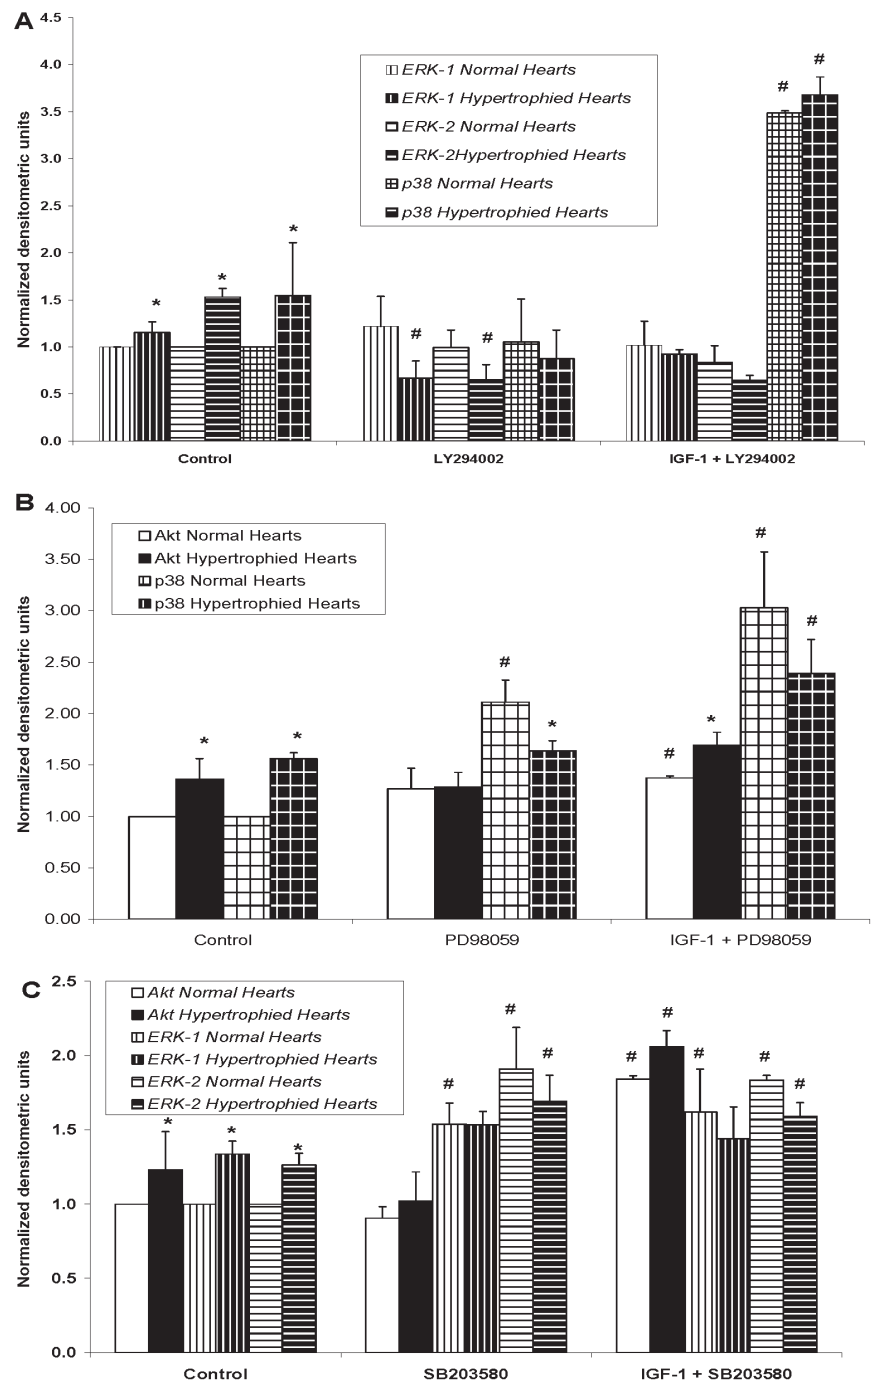 A
4.5
4.0
3.5
3.0
2.5
2.0
1.5
1.0
0.5
0.0
Normalized densitometric units
ERK-1 Normal Hearts
ERK-1 Hypertrophied Hearts
ERK-2 Normal Hearts
ERK-2Hypertrophied Hearts
p38 Normal Hearts
p38 Hypertrophied Hearts
* * *
# #
# #
Control LY294002 IGF-1 + LY294002
B
4.00
3.50
3.00
2.50
2.00
1.50
1.00
0.50
0.00
Normalized densitometric units
Akt Normal Hearts
Akt Hypertrophied Hearts
p38 Normal Hearts
p38 Hypertrophied Hearts
* *
# *
# * # #
Control PD98059 IGF-1 + PD98059
C
2.5
2.0
1.5
1.0
0.5
0.0
Normalized densitometric units
Akt Normal Hearts
Akt Hypertrophied Hearts
ERK-1 Normal Hearts
ERK-1 Hypertrophied Hearts
ERK-2 Normal Hearts
ERK-2 Hypertrophied Hearts
* * *
# # #
# # # # #
Control SB203580 IGF-1 + SB203580